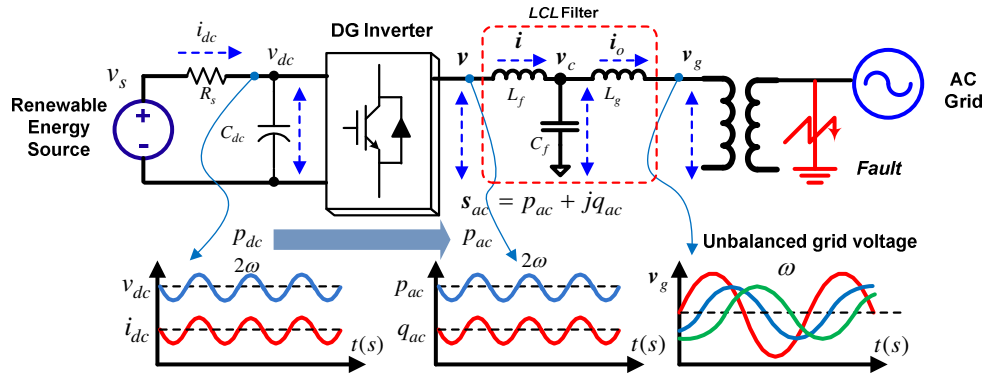 LCL Filter
DG Inverter
i_dc
v_s
R_s
v_dc
C_dc
v
i
v_c
i_o
v_g
L_f
L_g
C_f
+
-
Renewable
Energy
Source
AC
Grid
Fault
s_ac = p_ac + jq_ac
p_dc
p_ac
Unbalanced grid voltage
v_dc
2ω
i_dc
t(s)
p_ac
2ω
q_ac
t(s)
v_g
ω
t(s)